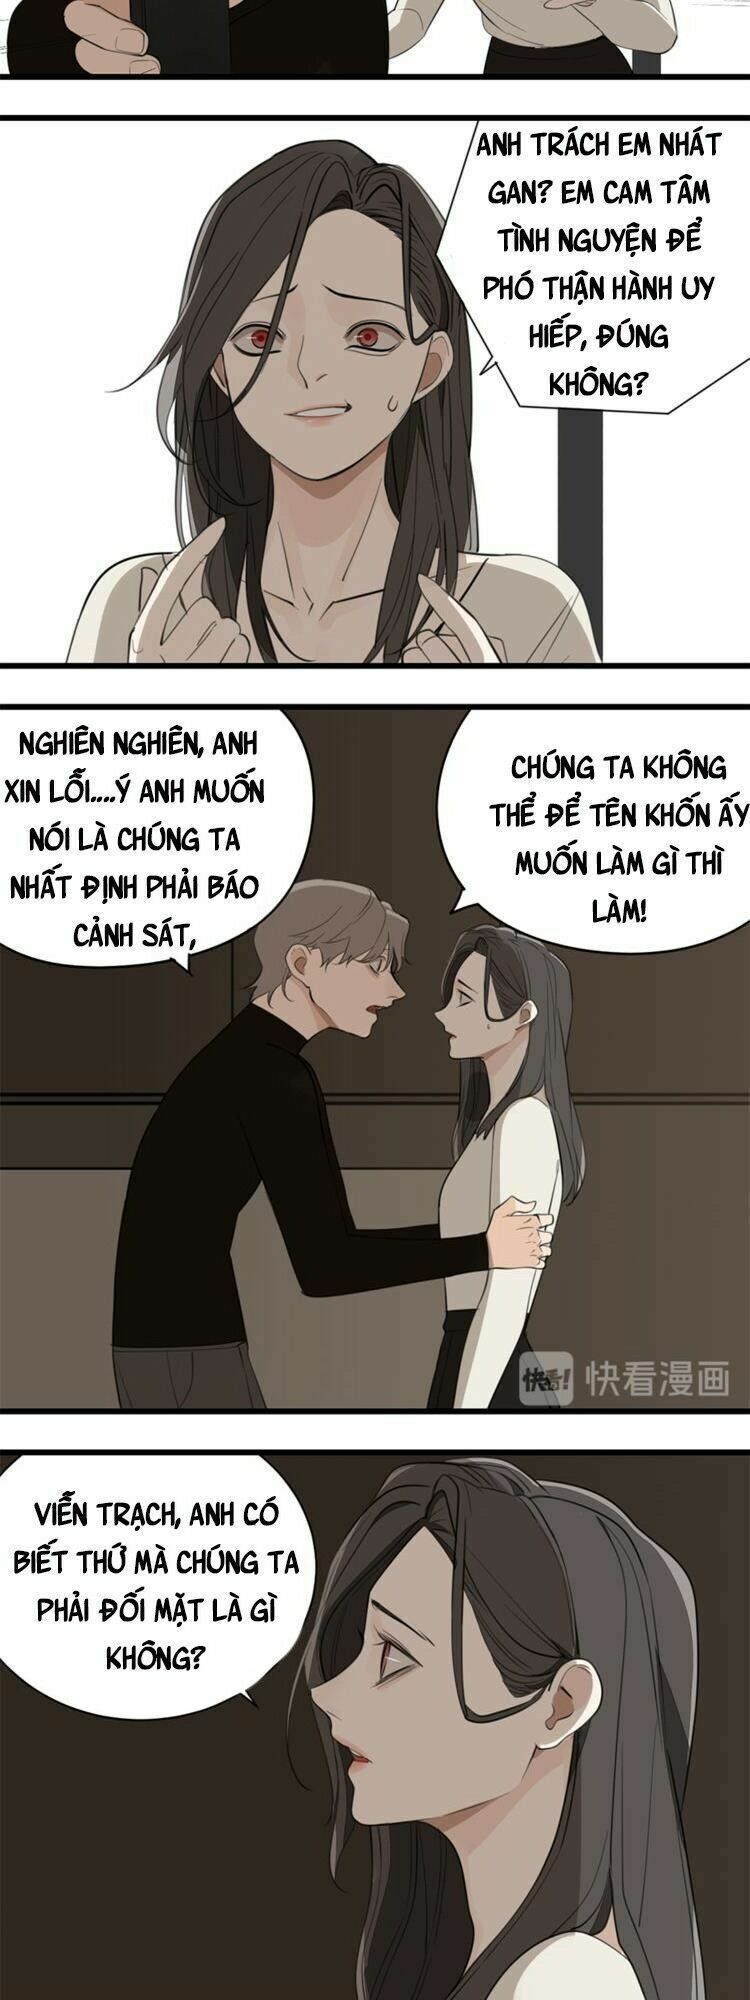 ANH TRÁCH EM NHÁT
GAN? EM CAM TÂM
TÌNH NGUYỆN ĐỂ
PHÓ THẬN HÀNH UY
HIẾP, ĐÚNG
KHÔNG?
NGHIÊN NGHIÊN, ANH
XIN LỖI....Ý ANH MUỐN
NÓI LÀ CHÚNG TA
NHẤT ĐỊNH PHẢI BÁO
CẢNH SÁT,
CHÚNG TA KHÔNG
THỂ ĐỂ TÊN KHỐN ẤY
MUỐN LÀM GÌ THÌ
LÀM!
快看! 快看漫画
VIỄN TRẠCH, ANH CÓ
BIẾT THỨ MÀ CHÚNG TA
PHẢI ĐỐI MẶT LÀ GÌ
KHÔNG?